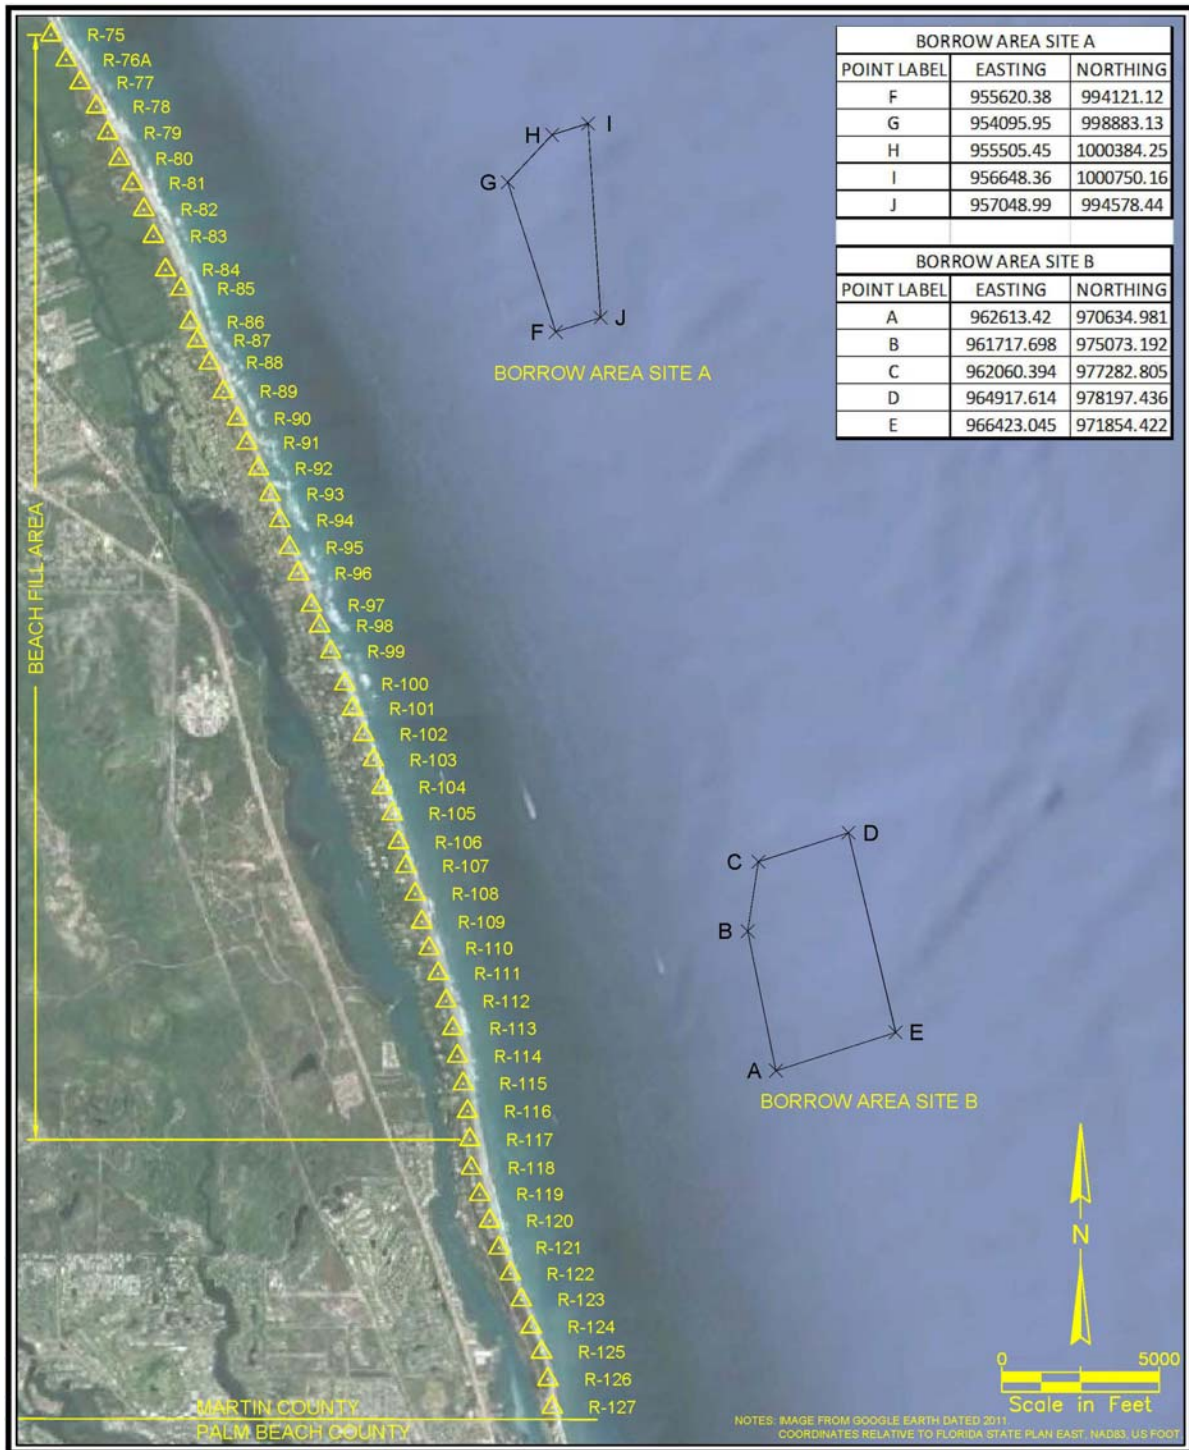 R-75
R-76A
R-77
R-78
R-79
R-80
R-81
R-82
R-83
R-84
R-85
R-86
R-87
R-88
R-89
R-90
R-91
R-92
R-93
R-94
R-95
R-96
R-97
R-98
R-99
R-100
R-101
R-102
R-103
R-104
R-105
R-106
R-107
R-108
R-109
R-110
R-111
R-112
R-113
R-114
R-115
R-116
R-117
R-118
R-119
R-120
R-121
R-122
R-123
R-124
R-125
R-126
R-127
BEACH FILL AREA
MARTIN COUNTY
PALM BEACH COUNTY
H
I
G
F
J
BORROW AREA SITE A
D
C
B
E
A
BORROW AREA SITE B
BORROW AREA SITE A
POINT LABEL EASTING NORTHING
F 955620.38 994121.12
G 954095.95 998883.13
H 955505.45 1000384.25
I 956648.36 1000750.16
J 957048.99 994578.44
BORROW AREA SITE B
POINT LABEL EASTING NORTHING
A 962613.42 970634.981
B 961717.698 975073.192
C 962060.394 977282.805
D 964917.614 978197.436
E 966423.045 971854.422
N
0 5000
Scale in Feet
NOTES: IMAGE FROM GOOGLE EARTH DATED 2011.
COORDINATES RELATIVE TO FLORIDA STATE PLAN EAST, NAD83, US FOOT